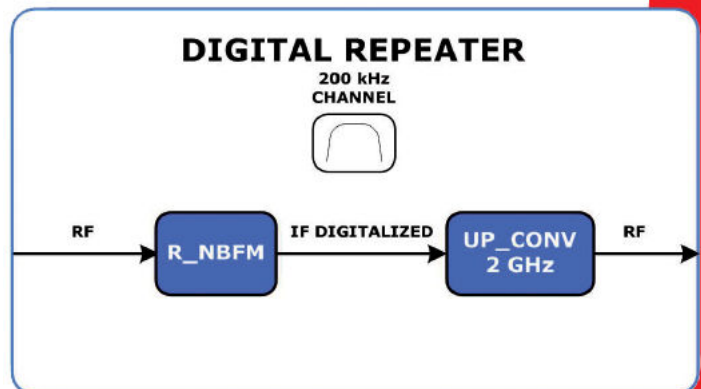 DIGITAL REPEATER
200 kHz
CHANNEL
RF
R_NBFM
IF DIGITALIZED
UP_CONV
2 GHz
RF